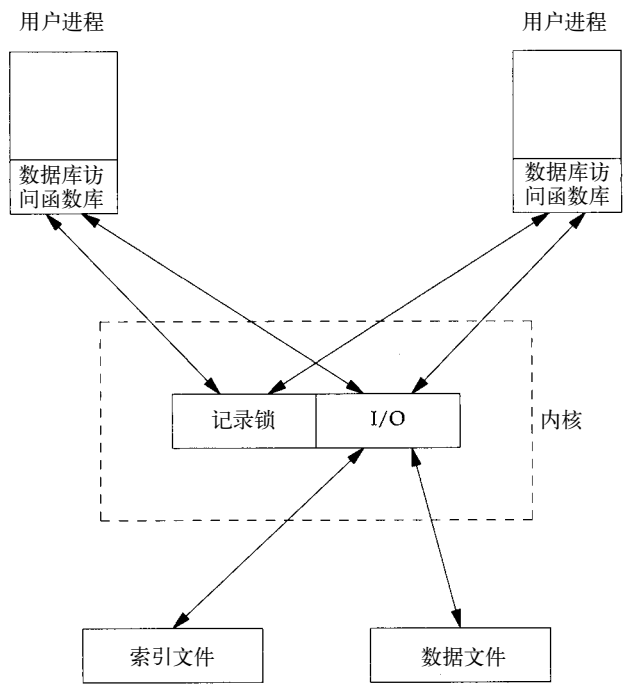 用户进程
用户进程
数据库访
问函数库
数据库访
问函数库
记录锁
I/O
内核
索引文件
数据文件